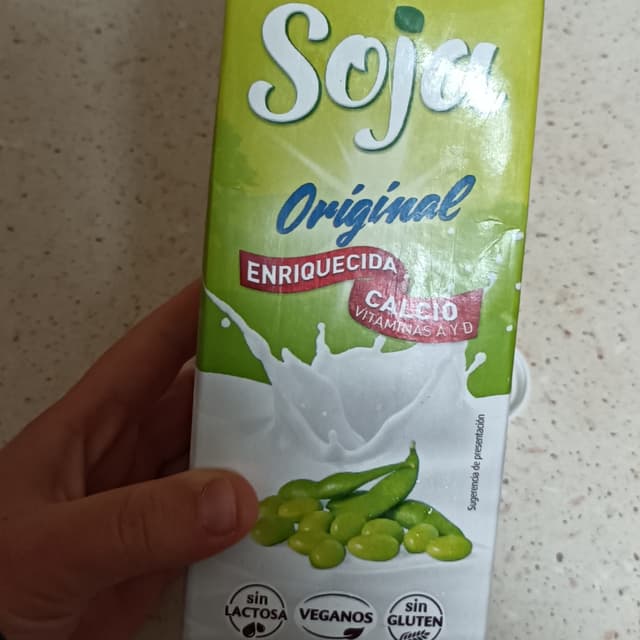 Soja
Original
ENRIQUECIDA
CALCIO
VITAMINAS A Y D
Sugerencia de presentación
sin
LACTOSA
VEGANOS
sin
GLUTEN